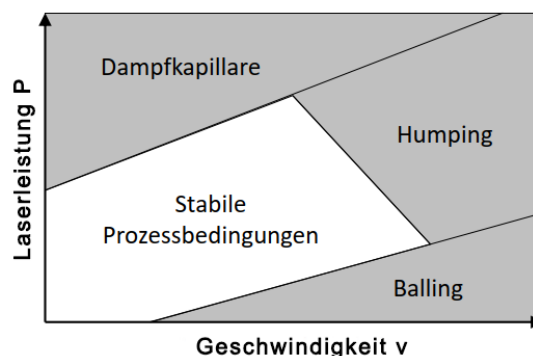 Laserleistung P
Dampfkapillare
Humping
Stabile
Prozessbedingungen
Balling
Geschwindigkeit v